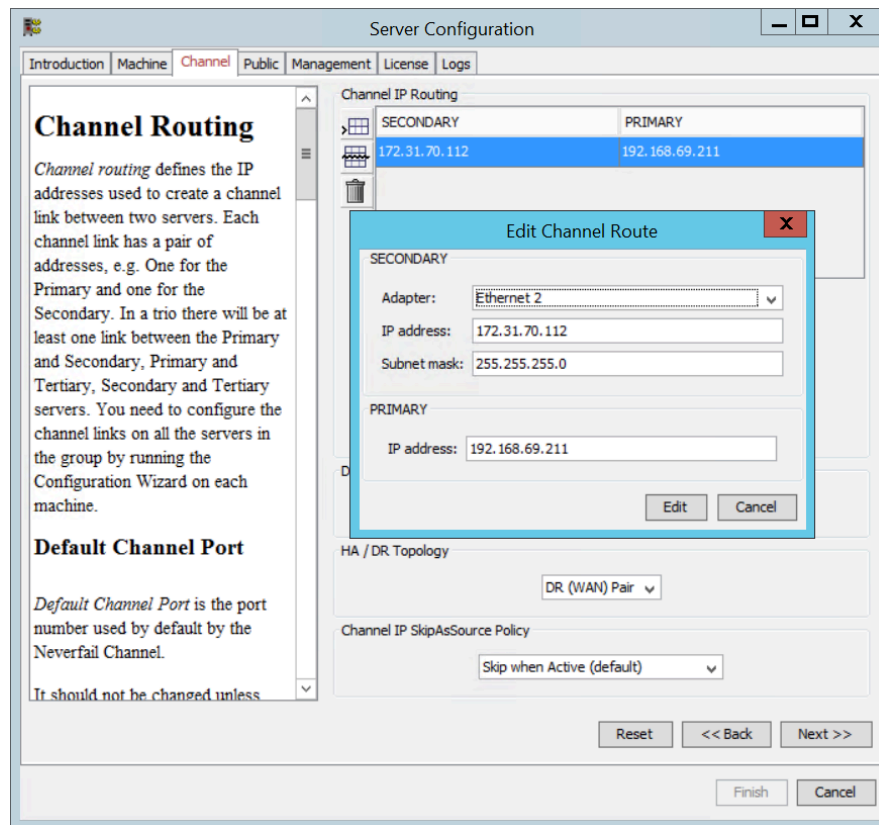 Server Configuration
Introduction Machine Channel Public Management License Logs
Channel Routing
Channel routing defines the IP
addresses used to create a channel
link between two servers. Each
channel link has a pair of
addresses, e.g. One for the
Primary and one for the
Secondary. In a trio there will be at
least one link between the Primary
and Secondary, Primary and
Tertiary, Secondary and Tertiary
servers. You need to configure the
channel links on all the servers in
the group by running the
Configuration Wizard on each
machine.
Default Channel Port
Default Channel Port is the port
number used by default by the
Neverfail Channel.
It should not be changed unless
Channel IP Routing
SECONDARY PRIMARY
172.31.70.112 192.168.69.211
Edit Channel Route
SECONDARY
Adapter: Ethernet 2
IP address: 172.31.70.112
Subnet mask: 255.255.255.0
PRIMARY
IP address: 192.168.69.211
Edit Cancel
D
HA / DR Topology
DR (WAN) Pair
Channel IP SkipAsSource Policy
Skip when Active (default)
Reset << Back Next >>
Finish Cancel